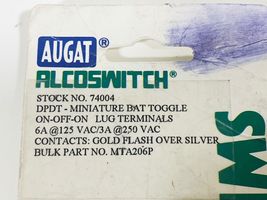 AUGAT®
ALCOSWITCH®
STOCK NO. 74004
DPDT - MINIATURE BAT TOGGLE
ON-OFF-ON LUG TERMINALS
6A @125 VAC/3A @250 VAC
CONTACTS: GOLD FLASH OVER SILVER
BULK PART NO. MTA206P